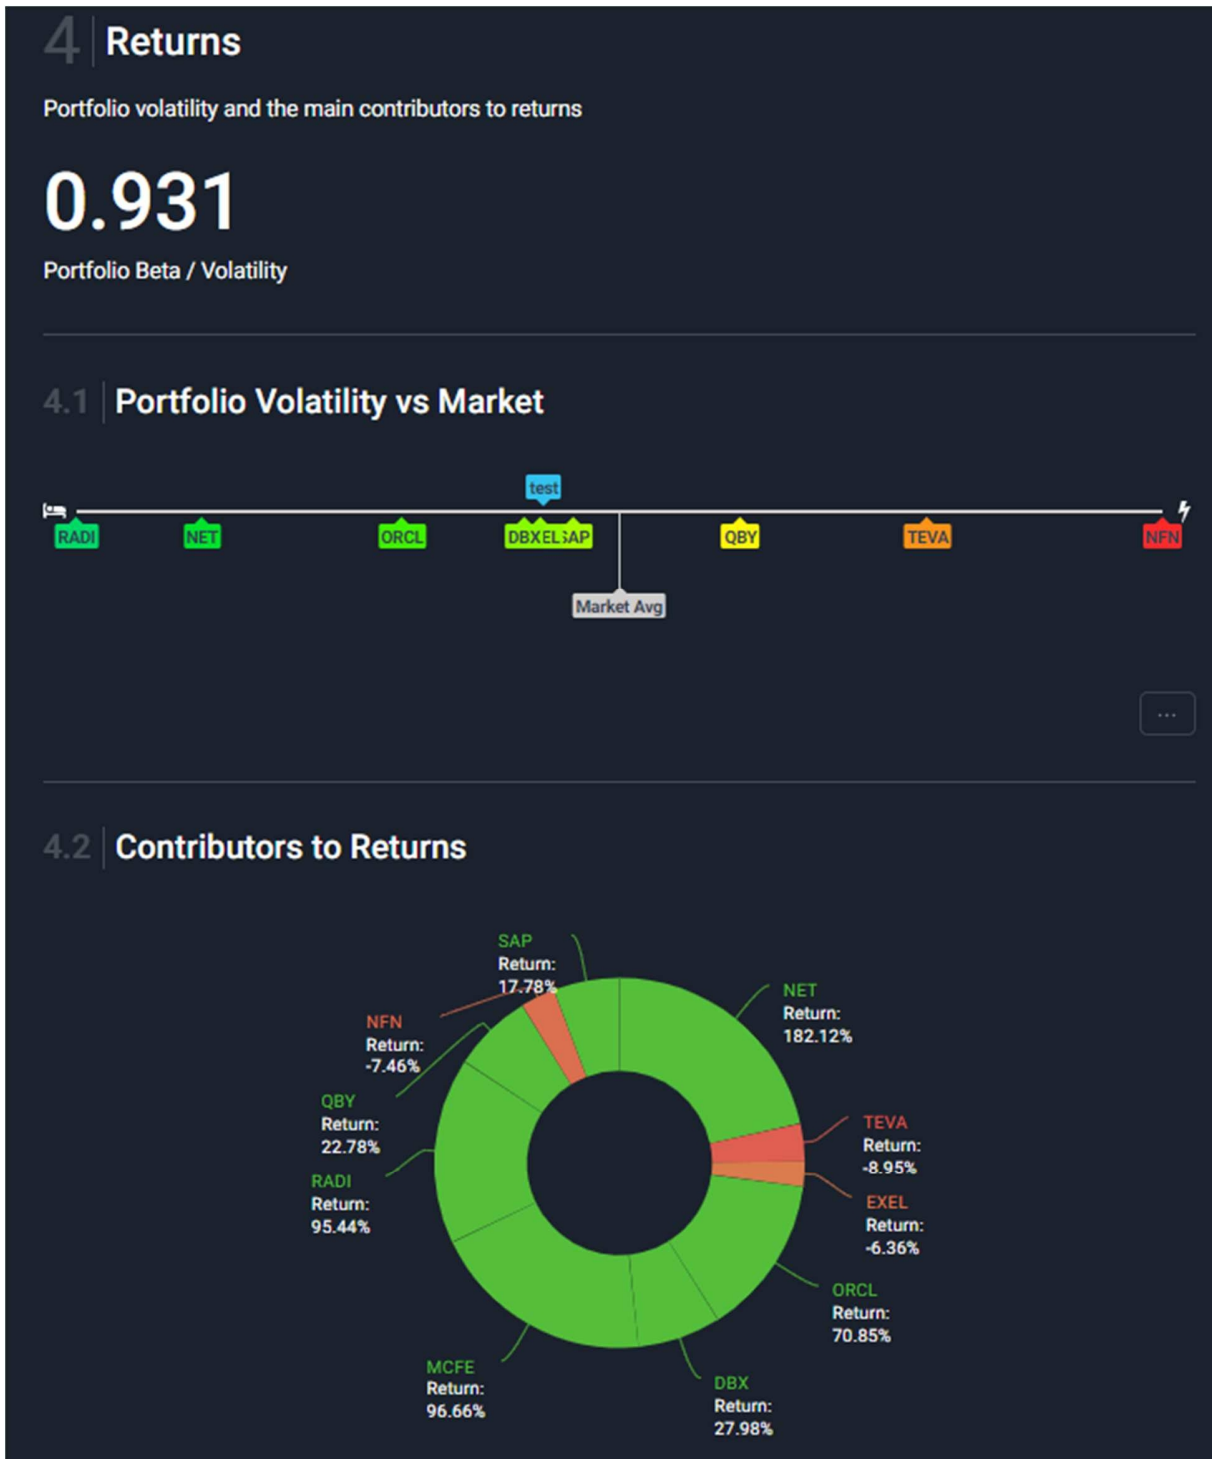 4 Returns
Portfolio volatility and the main contributors to returns
0.931
Portfolio Beta / Volatility
4.1 Portfolio Volatility vs Market
test
RADI NET ORCL DBX QBY TEVA NFN
Market Avg
...
4.2 Contributors to Returns
SAP
Return:
17.78%
NET
Return:
182.12%
NFN
Return:
-7.46%
QBY
Return:
22.78%
TEVA
Return:
-8.95%
RADI
Return:
95.44%
EXEL
Return:
-6.36%
ORCL
Return:
70.85%
MCFE
Return:
96.66%
DBX
Return:
27.98%